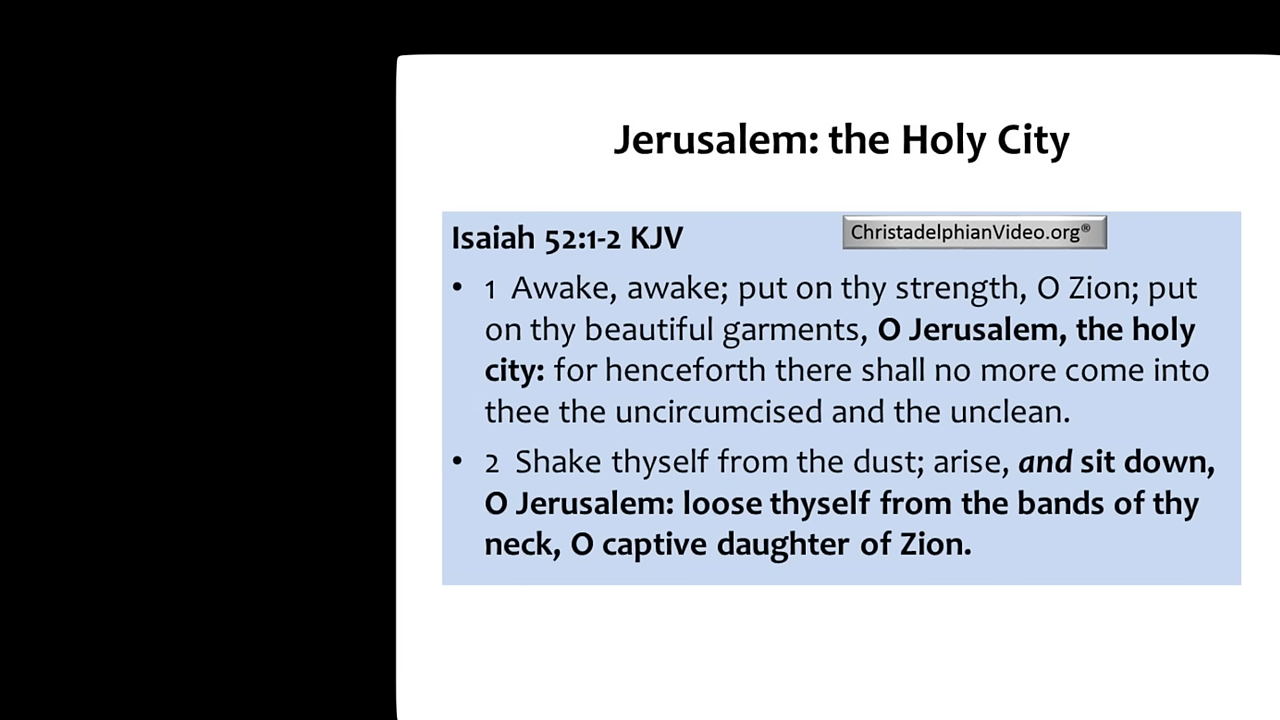 Jerusalem: the Holy City
Isaiah 52:1-2 KJV
ChristadelphianVideo.org®
• 1 Awake, awake; put on thy strength, O Zion; put
on thy beautiful garments, O Jerusalem, the holy
city: for henceforth there shall no more come into
thee the uncircumcised and the unclean.
• 2 Shake thyself from the dust; arise, and sit down,
O Jerusalem: loose thyself from the bands of thy
neck, O captive daughter of Zion.